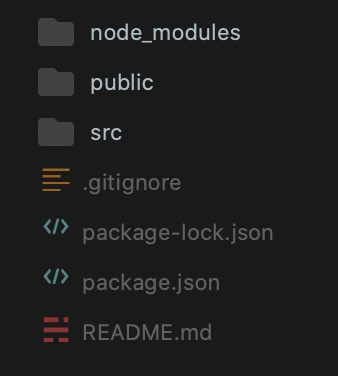 node_modules
public
src
.gitignore
package-lock.json
package.json
README.md